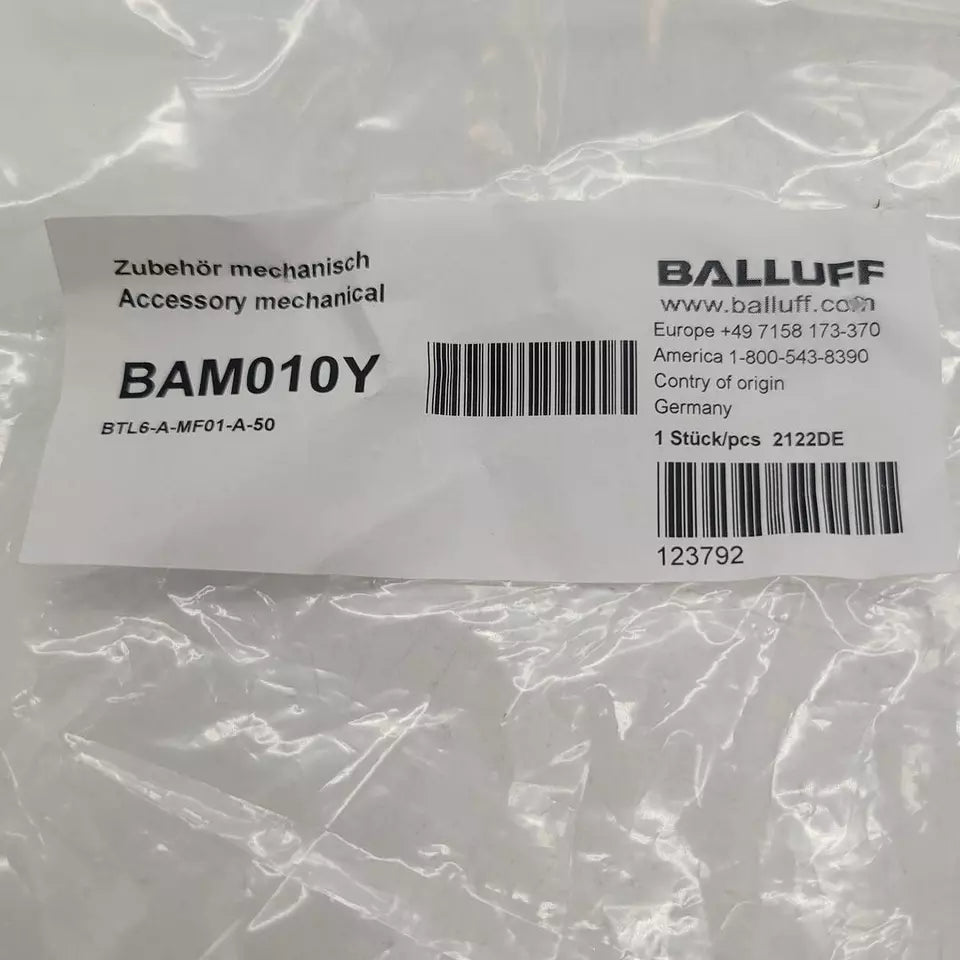 Zubehör mechanisch
Accessory mechanical
BAM010Y
BTL6-A-MF01-A-50
BALLUFF
www.balluff.com
Europe +49 7158 173-370
America 1-800-543-8390
Contry of origin
Germany
1 Stück/pcs 2122DE
123792